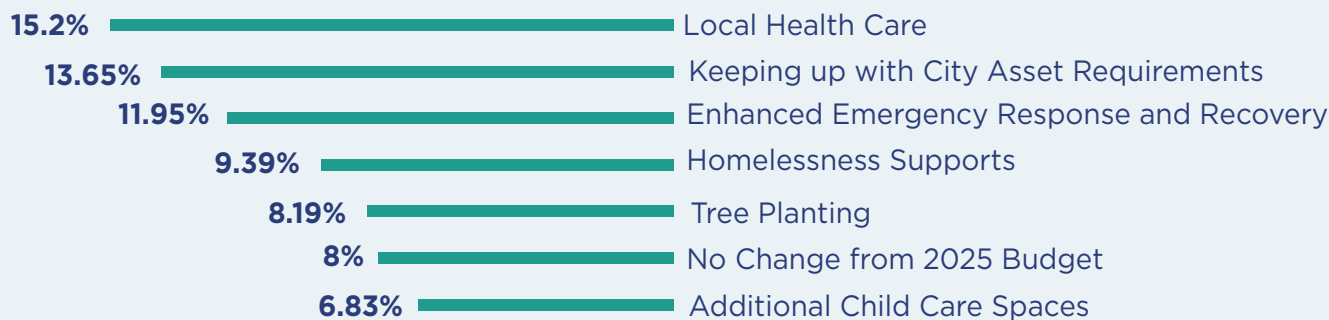 15.2% Local Health Care
13.65% Keeping up with City Asset Requirements
11.95% Enhanced Emergency Response and Recovery
9.39% Homelessness Supports
8.19% Tree Planting
8% No Change from 2025 Budget
6.83% Additional Child Care Spaces